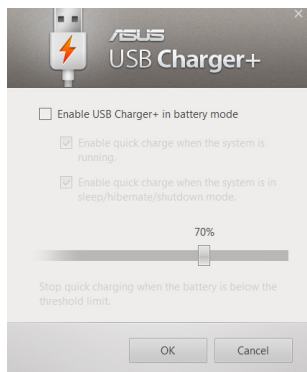 ASUS
USB Charger+
Enable USB Charger+ in battery mode
Enable quick charge when the system is
running.
Enable quick charge when the system is in
sleep/hibernate/shutdown mode.
70%
Stop quick charging when the battery is below the
threshold limit.
OK
Cancel